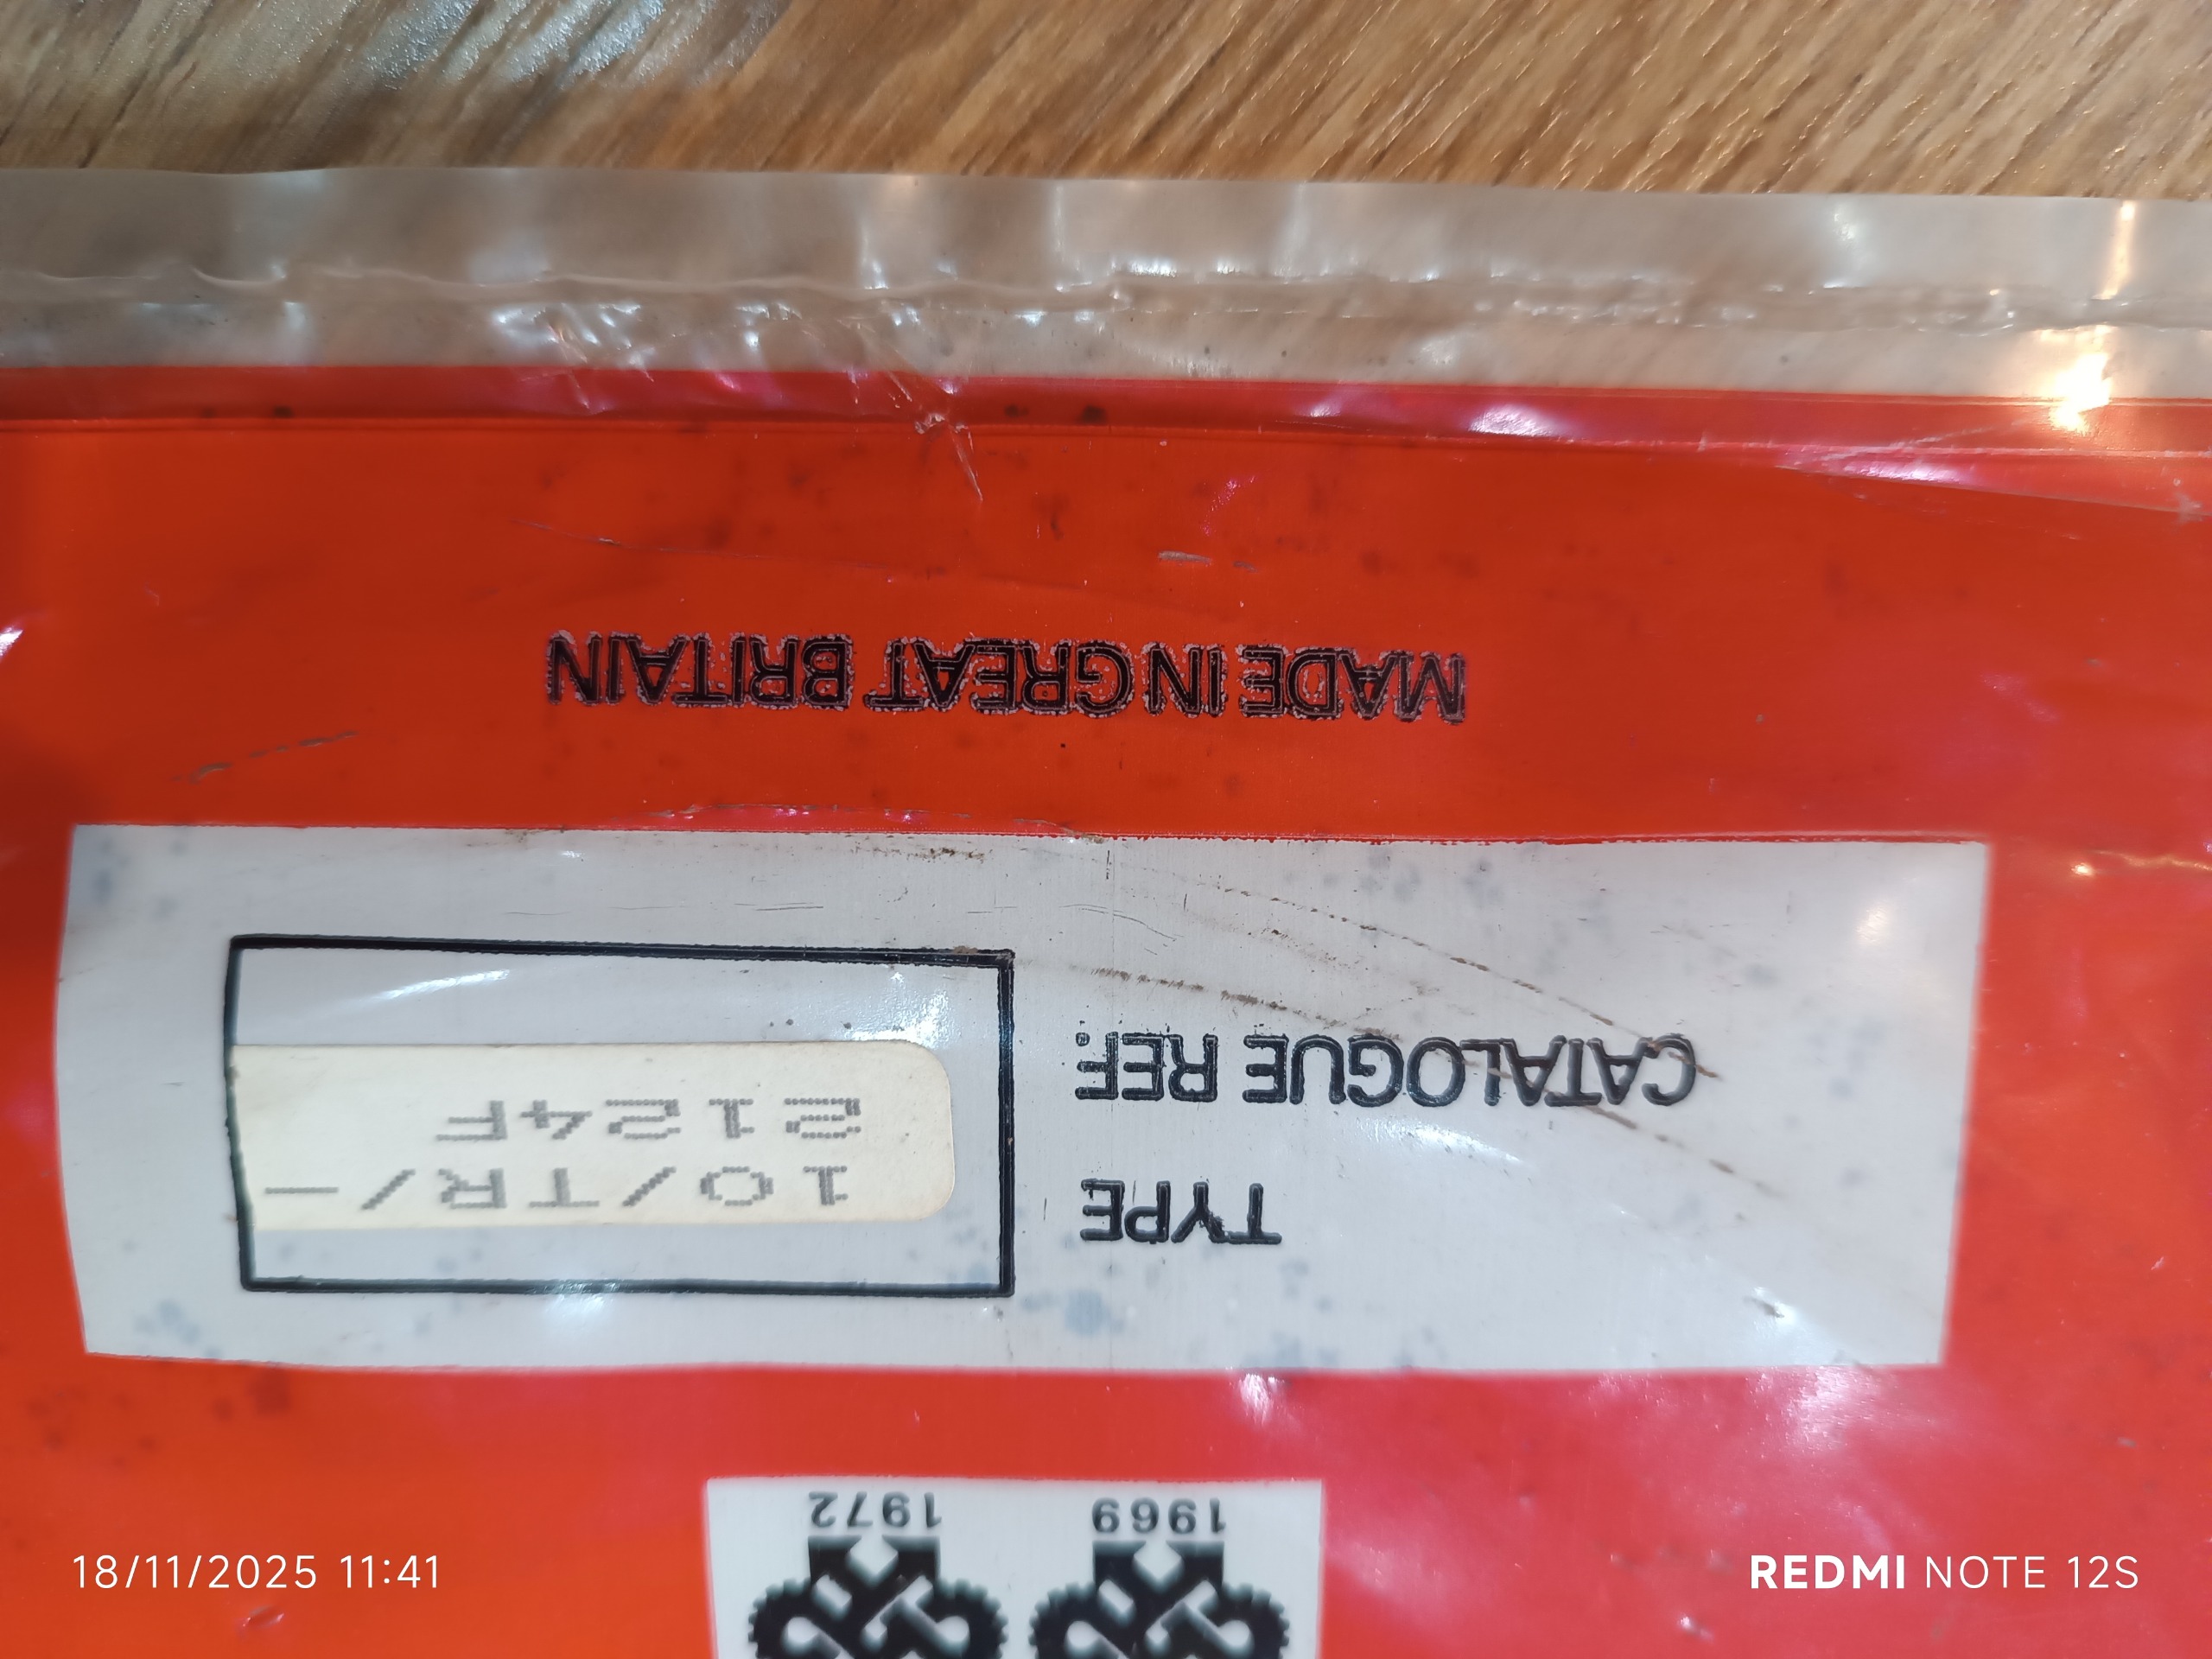 1969 1972
TYPE
10/TR/-
CATALOGUE REF.
2124F
MADE IN GREAT BRITAIN
18/11/2025 11:41
REDMI NOTE 12S